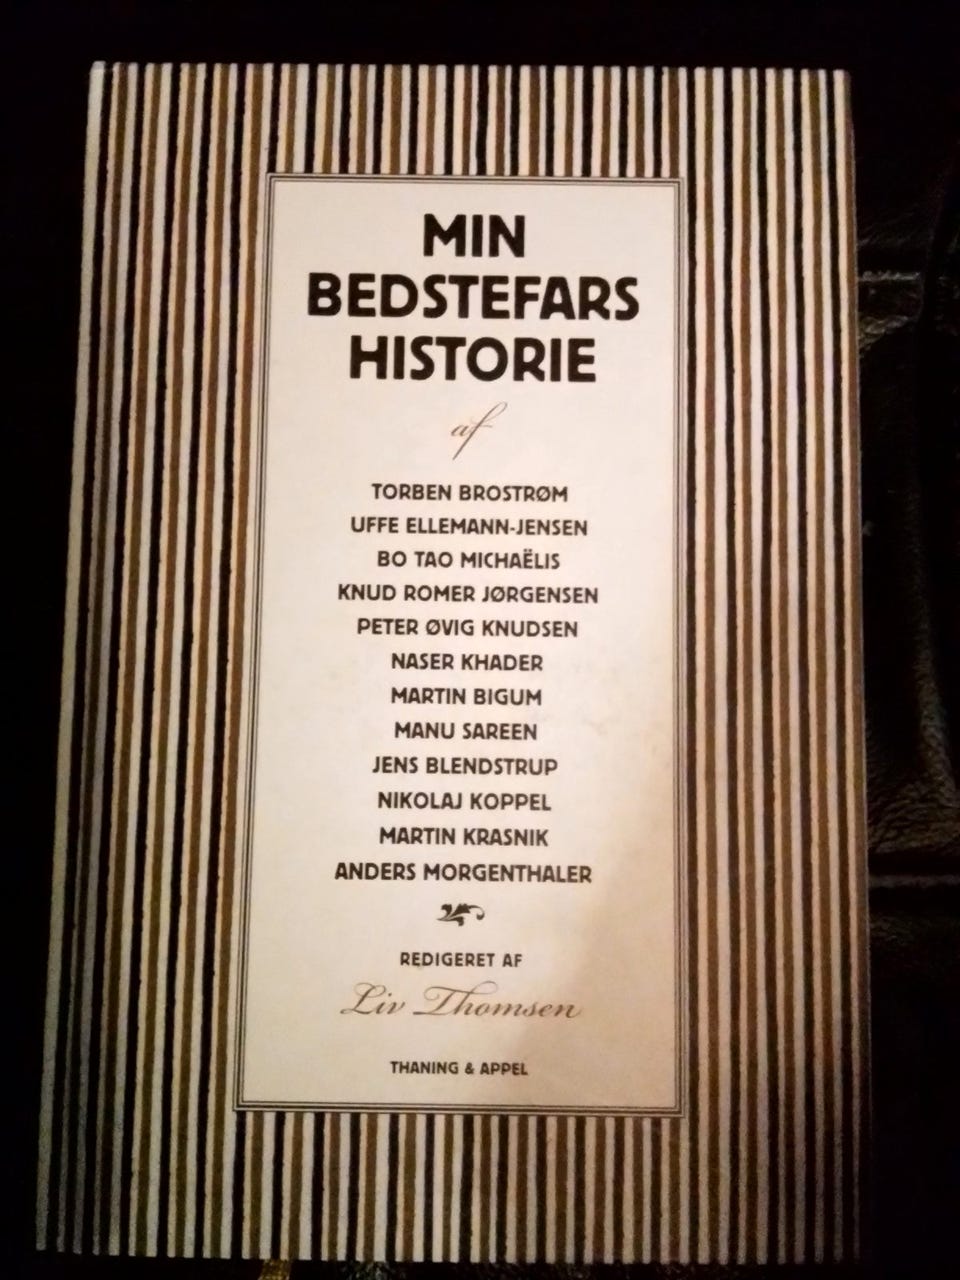 MIN
BEDSTEFARS
HISTORIE
af
TORBEN BROSTRØM
UFFE ELLEMANN-JENSEN
BO TAO MICHAËLIS
KNUD ROMER JØRGENSEN
PETER ØVIG KNUDSEN
NASER KHADER
MARTIN BIGUM
MANU SAREEN
JENS BLENDSTRUP
NIKOLAJ KOPPEL
MARTIN KRASNIK
ANDERS MORGENTHALER
REDIGERET AF
Liv Thomsen
THANING & APPEL